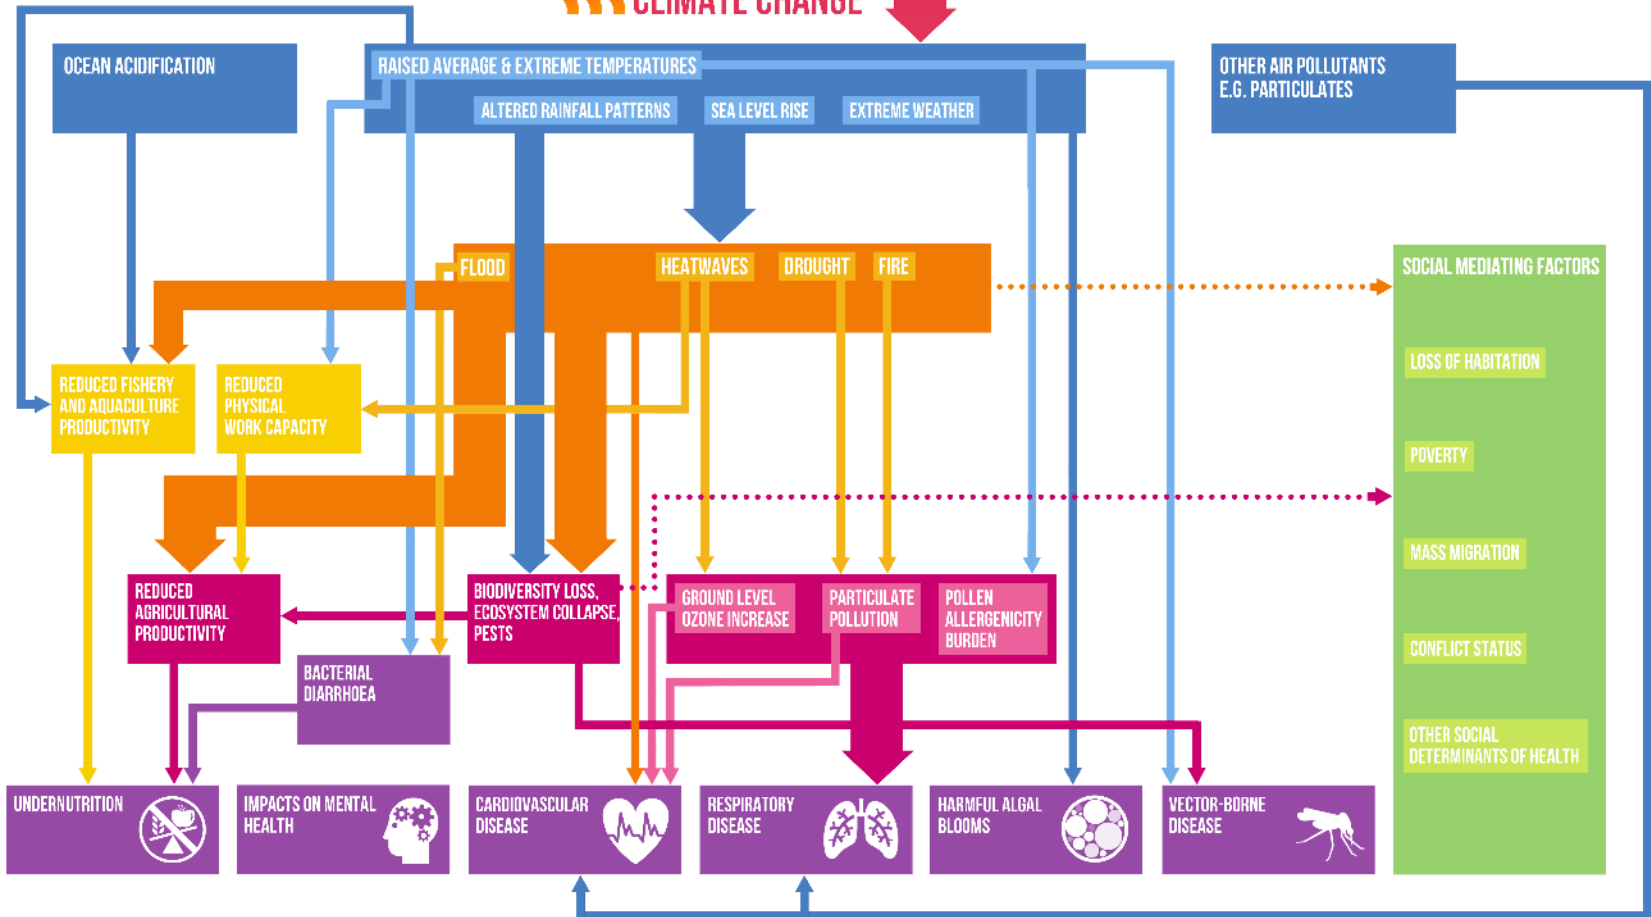 CLIMATE CHANGE
OCEAN ACIDIFICATION
RAISED AVERAGE & EXTREME TEMPERATURES
ALTERED RAINFALL PATTERNS
SEA LEVEL RISE
EXTREME WEATHER
OTHER AIR POLLUTANTS
E.G. PARTICULATES
FLOOD
HEATWAVES
DROUGHT
FIRE
SOCIAL MEDIATING FACTORS
LOSS OF HABITATION
POVERTY
MASS MIGRATION
CONFLICT STATUS
OTHER SOCIAL
DETERMINANTS OF HEALTH
REDUCED FISHERY
AND AQUACULTURE
PRODUCTIVITY
REDUCED
PHYSICAL
WORK CAPACITY
REDUCED
AGRICULTURAL
PRODUCTIVITY
BIODIVERSITY LOSS,
ECOSYSTEM COLLAPSE,
PESTS
GROUND LEVEL
OZONE INCREASE
PARTICULATE
POLLUTION
POLLEN
ALLERGENICITY
BURDEN
BACTERIAL
DIARRHOEA
UNDERNUTRITION
IMPACTS ON MENTAL
HEALTH
CARDIOVASCULAR
DISEASE
RESPIRATORY
DISEASE
HARMFUL ALGAL
BLOOMS
VECTOR-BORNE
DISEASE